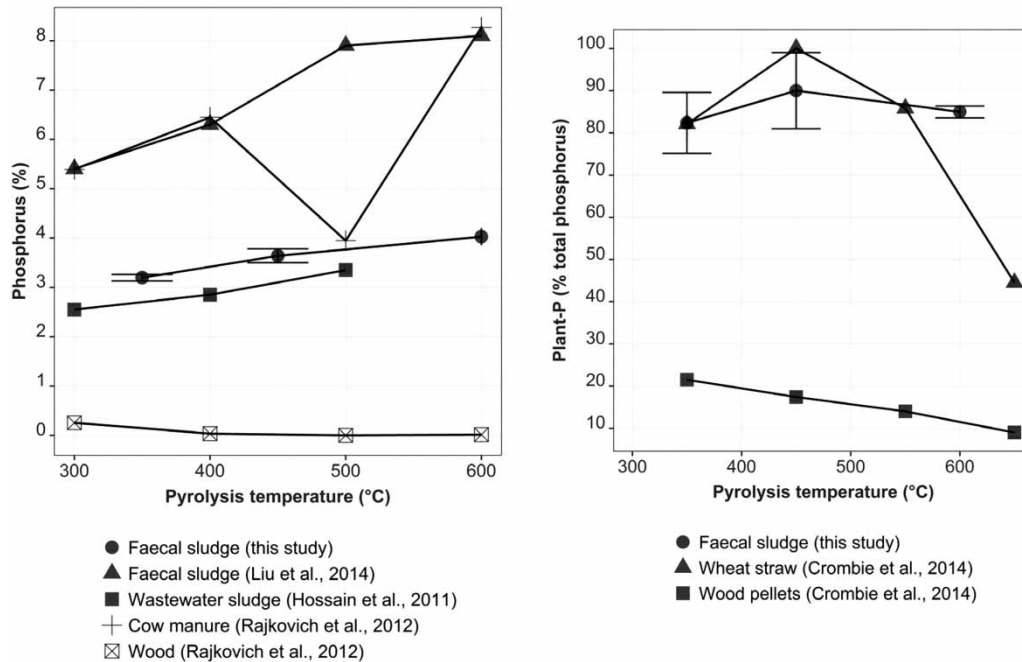 Phosphorus (%)
8
7
6
5
4
3
2
1
0
300
400
500
600
Pyrolysis temperature (°C)
Faecal sludge (this study)
Faecal sludge (Liu et al., 2014)
Wastewater sludge (Hossain et al., 2011)
Cow manure (Rajkovich et al., 2012)
Wood (Rajkovich et al., 2012)
Plant-P (% total phosphorus)
100
90
80
70
60
50
40
30
20
10
300
400
500
600
Pyrolysis temperature (°C)
Faecal sludge (this study)
Wheat straw (Crombie et al., 2014)
Wood pellets (Crombie et al., 2014)